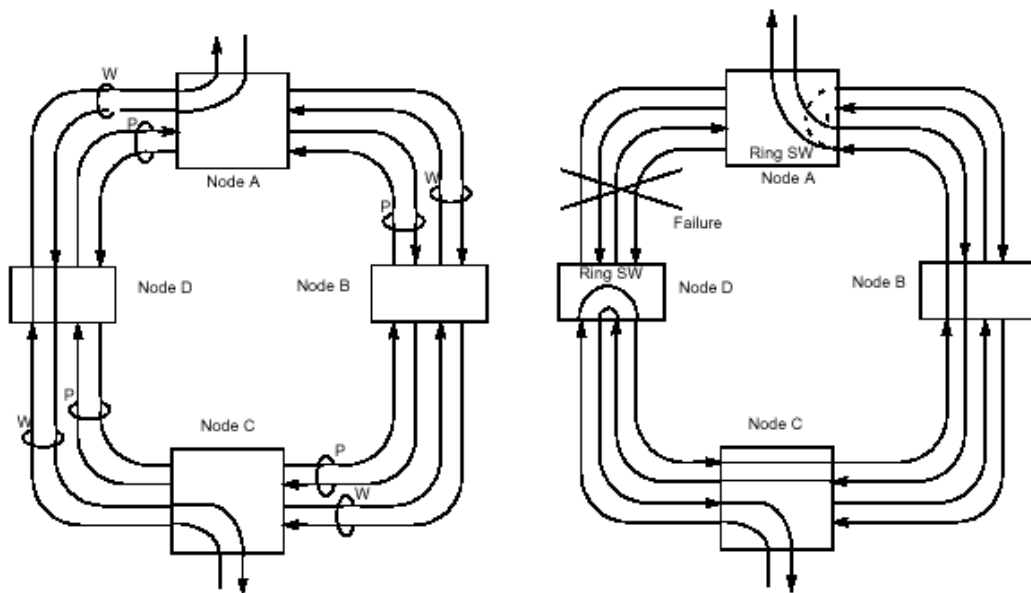 W
P
Node A
W
P
Node D
Node B
P
W
Node C
P
W
Ring SW
Node A
Failure
Ring SW
Node D
Node B
Node C